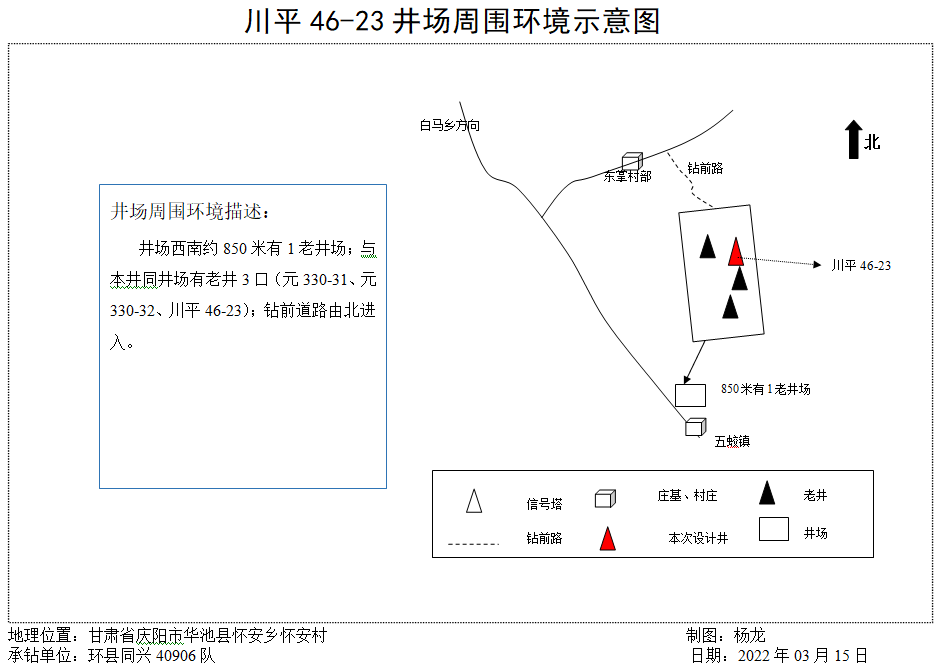 川平 46-23 井场周围环境示意图
白马乡方向
北
东掌村部
钻前路
井场周围环境描述：
井场西南约 850 米有 1 老井场；与
本井同井场有老井 3 口（元 330-31、元
330-32、川平 46-23）；钻前道路由北进
入。
川平 46-23
850米有1老井场
五蛟镇
信号塔
庄基、村庄
老井
钻前路
本次设计井
井场
地理位置：甘肃省庆阳市华池县怀安乡怀安村
制图：杨龙
承钻单位：环县同兴 40906 队
日期：2022 年 03 月 15 日